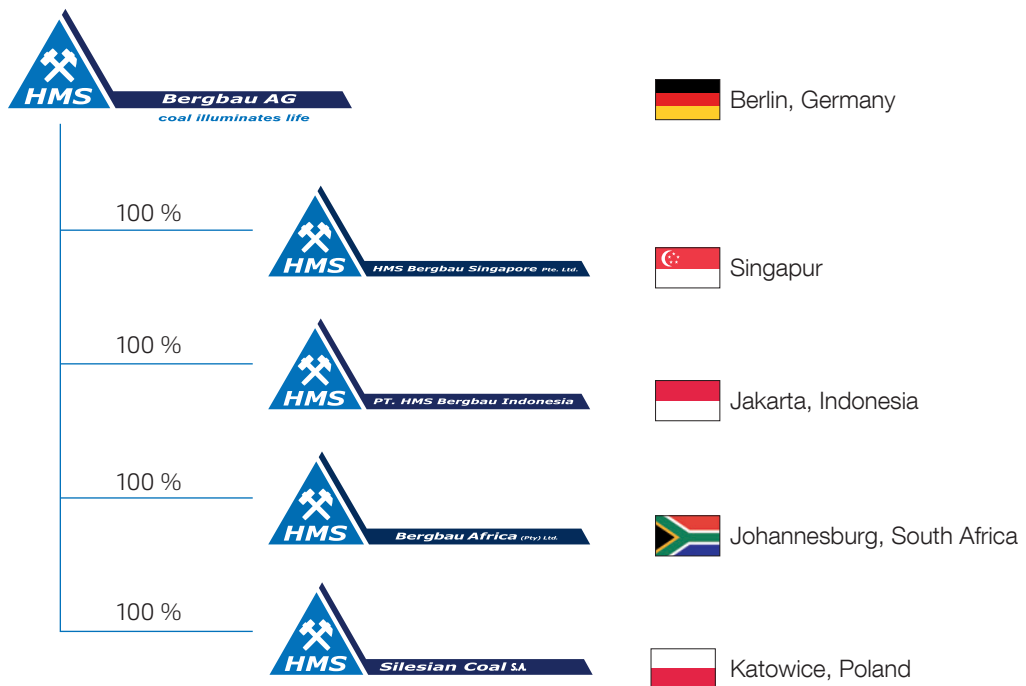 HMS Bergbau AG
coal illuminates life
Berlin, Germany
100 %
HMS HMS Bergbau Singapore Pte. Ltd.
Singapur
100 %
HMS PT. HMS Bergbau Indonesia
Jakarta, Indonesia
100 %
HMS Bergbau Africa (Pty) Ltd.
Johannesburg, South Africa
100 %
HMS Silesian Coal S.A.
Katowice, Poland